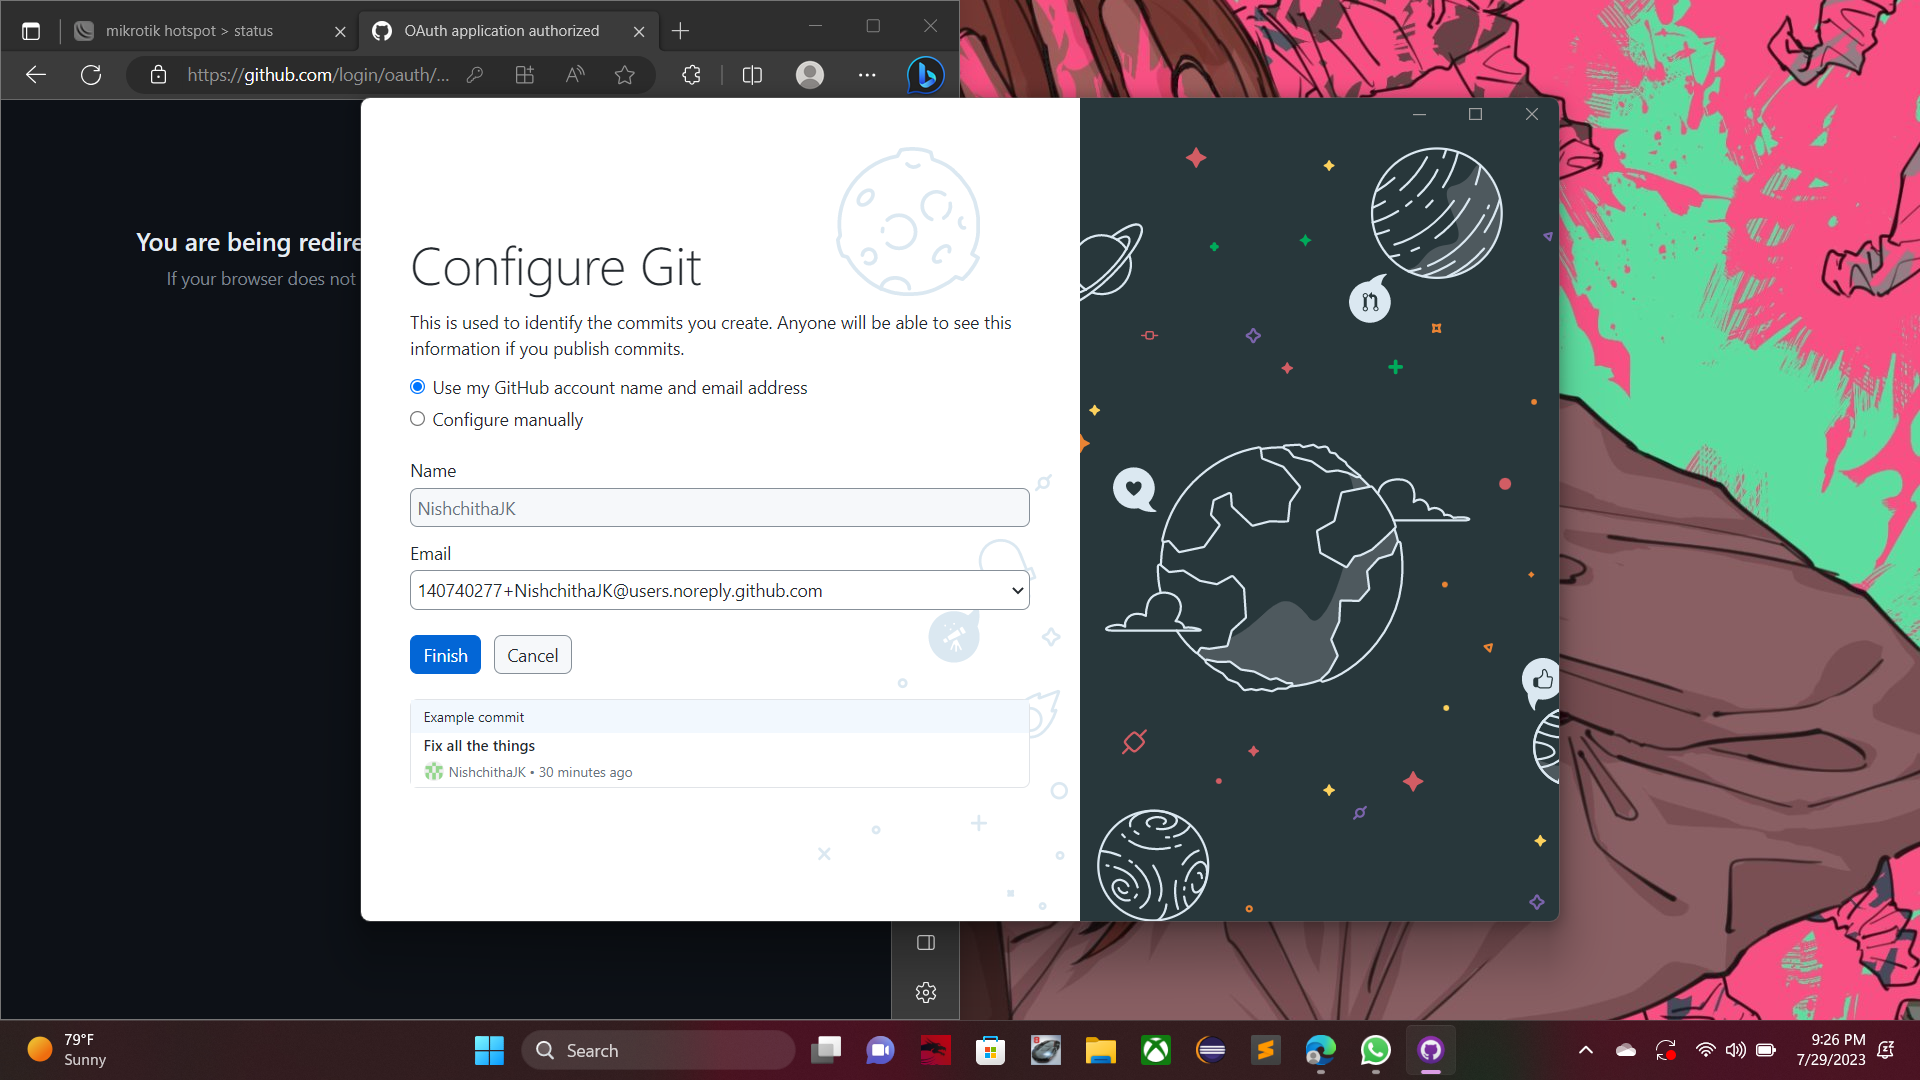 mikrotik hotspot > status
OAuth application authorized
https://github.com/login/oauth/...
You are being redire
If your browser does not
Configure Git
This is used to identify the commits you create. Anyone will be able to see this
information if you publish commits.
Use my GitHub account name and email address
Configure manually
Name
NishchithaJK
Email
140740277+NishchithaJK@users.noreply.github.com
Finish
Cancel
Example commit
Fix all the things
NishchithaJK • 30 minutes ago
79°F
Sunny
Search
9:26 PM
7/29/2023